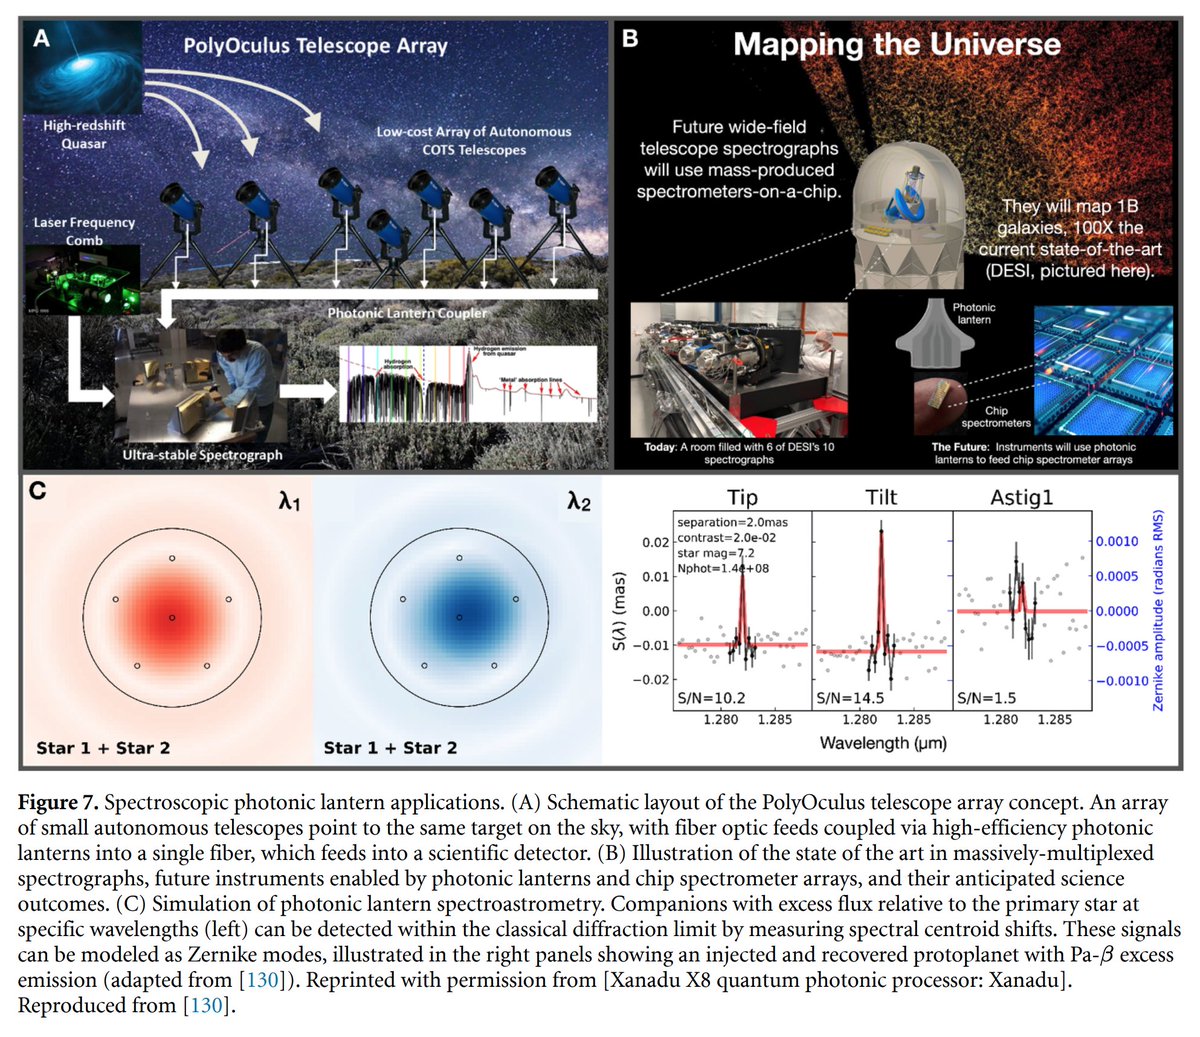 A
PolyOculus Telescope Array
High-redshift
Quasar
Low-cost Array of Autonomous
COTS Telescopes
Laser Frequency
Comb
Photonic Lantern Coupler
Hydrogen emission
from quasar
Hydrogen
absorption
'Metal' absorption lines
Ultra-stable Spectrograph
B
Mapping the Universe
Future wide-field
telescope spectrographs
will use mass-produced
spectrometers-on-a-chip.
They will map 1B
galaxies, 100X the
current state-of-the-art
(DESI, pictured here).
Photonic
lantern
Chip
spectrometers
Today: A room filled with 6 of DESI's 10
spectrographs
The Future: Instruments will use photonic
lanterns to feed chip spectrometer arrays
C
λ1
Star 1 + Star 2
λ2
Star 1 + Star 2
Tip
Tilt
Astig1
separation=2.0mas
contrast=2.0e-02
star mag=7.2
Nphot=1.4e+08
S(λ) (mas)
0.02
0.01
0.00
−0.01
−0.02
S/N=10.2
S/N=14.5
S/N=1.5
0.0010
0.0005
0.0000
−0.0005
−0.0010
Zernike amplitude (radians RMS)
1.280 1.285
1.280 1.285
1.280 1.285
Wavelength (μm)
Figure 7. Spectroscopic photonic lantern applications. (A) Schematic layout of the PolyOculus telescope array concept. An array
of small autonomous telescopes point to the same target on the sky, with fiber optic feeds coupled via high-efficiency photonic
lanterns into a single fiber, which feeds into a scientific detector. (B) Illustration of the state of the art in massively-multiplexed
spectrographs, future instruments enabled by photonic lanterns and chip spectrometer arrays, and their anticipated science
outcomes. (C) Simulation of photonic lantern spectroastrometry. Companions with excess flux relative to the primary star at
specific wavelengths (left) can be detected within the classical diffraction limit by measuring spectral centroid shifts. These signals
can be modeled as Zernike modes, illustrated in the right panels showing an injected and recovered protoplanet with Pa-β excess
emission (adapted from [130]). Reprinted with permission from [Xanadu X8 quantum photonic processor: Xanadu].
Reproduced from [130].